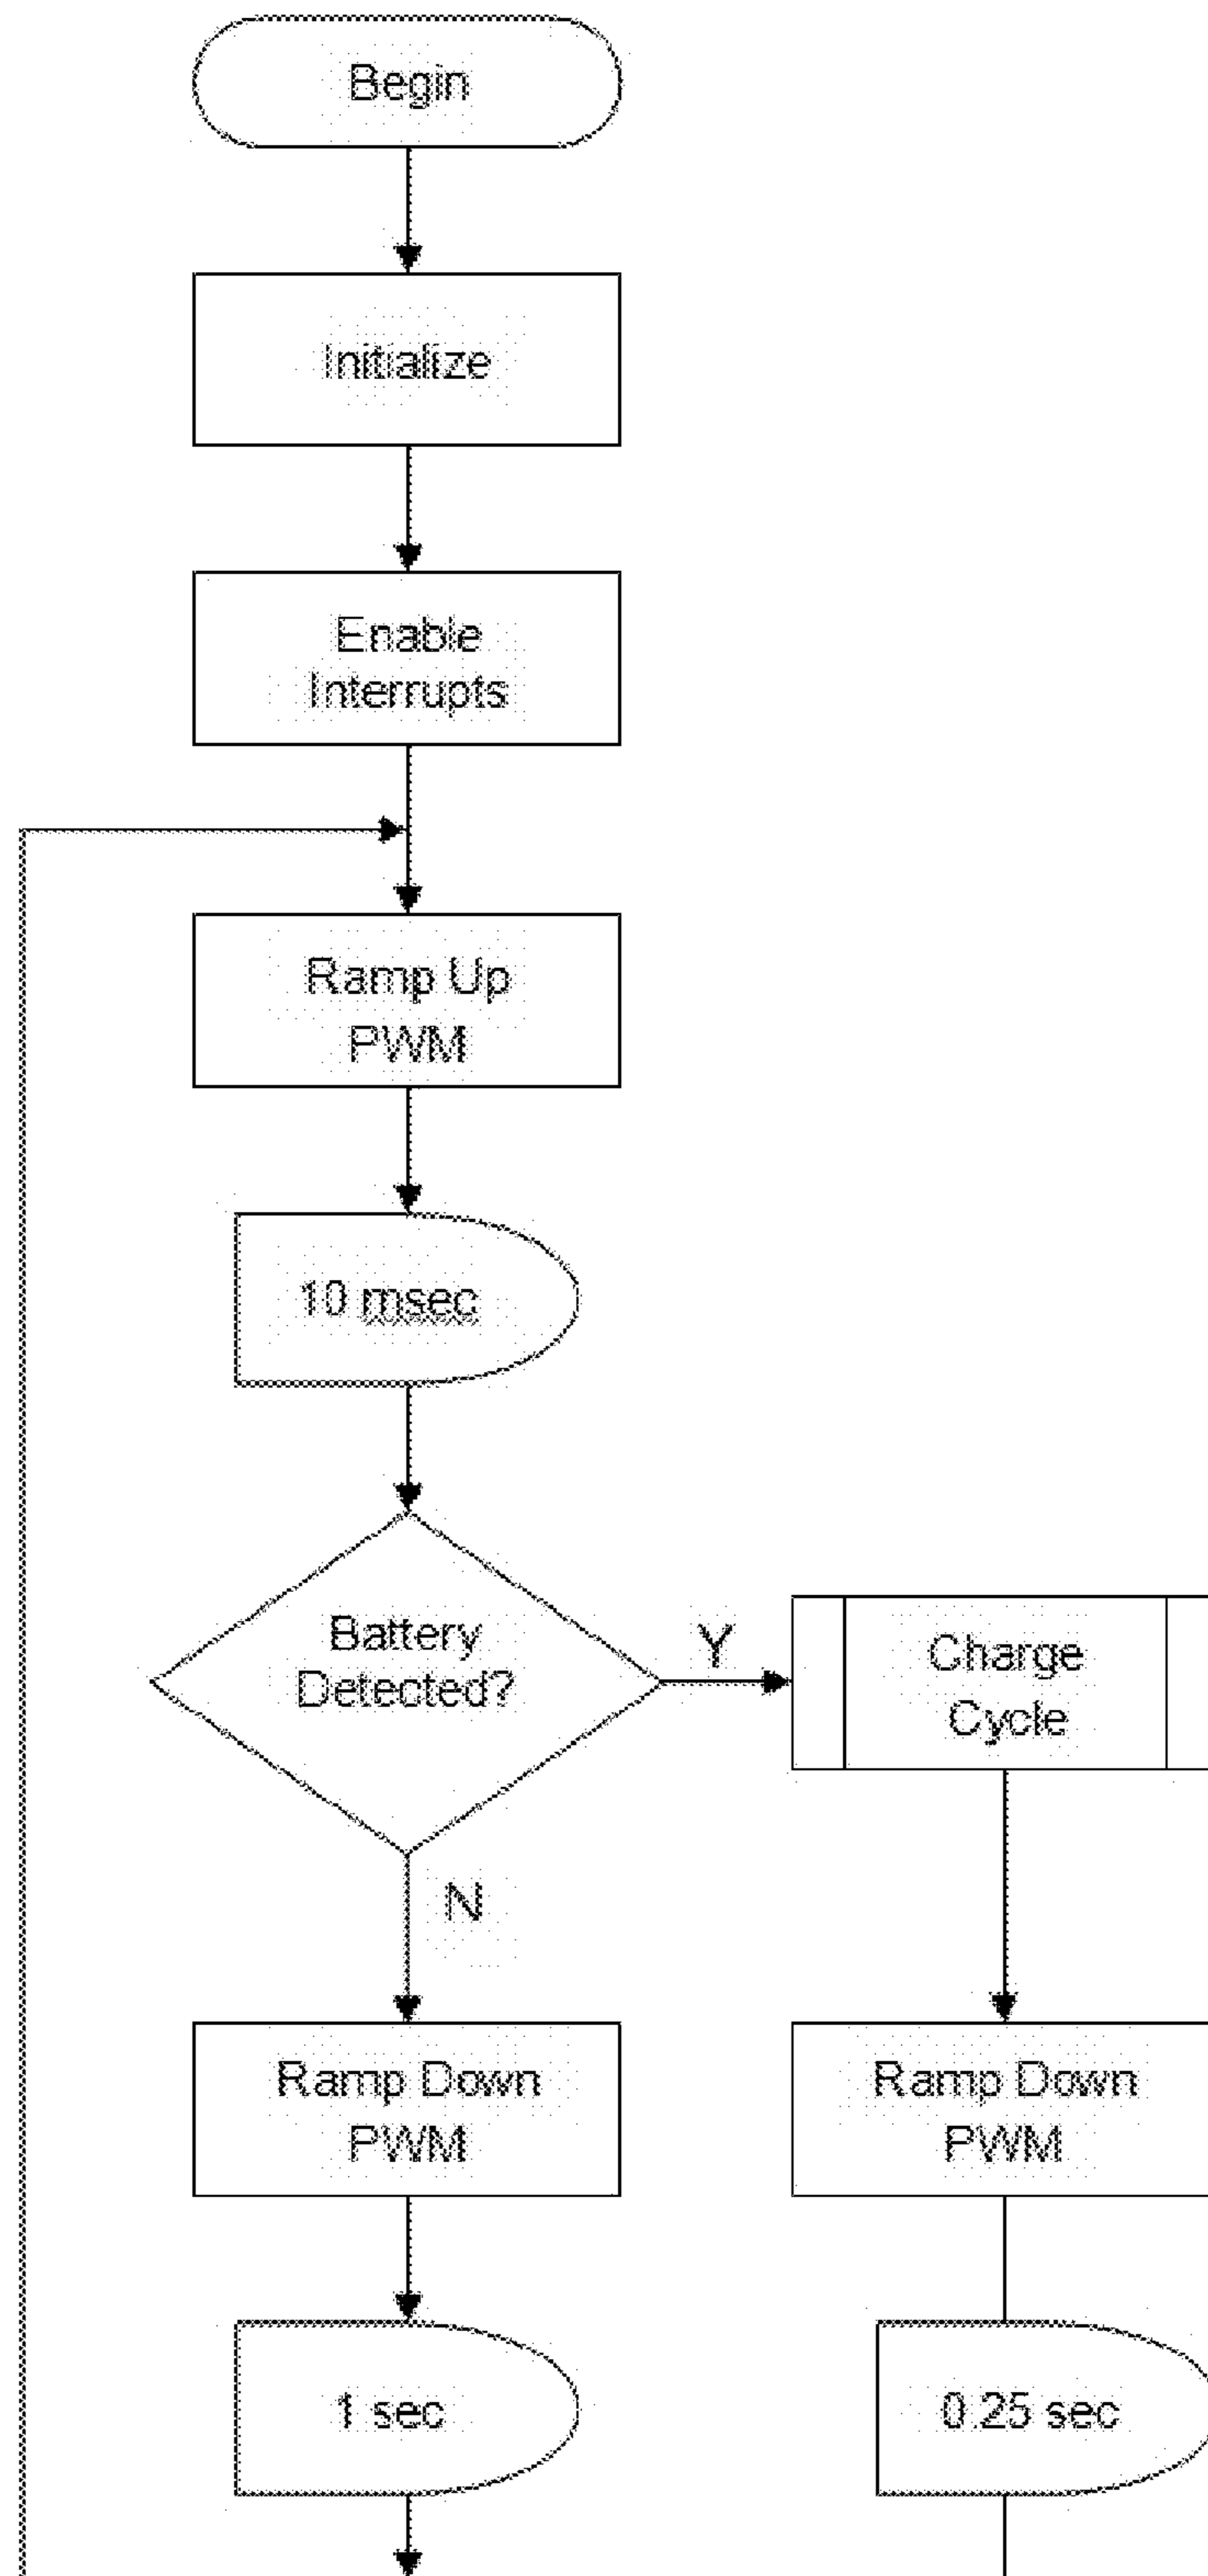 Begin
Initialize
Enable
Interrupts
Ramp Up
PWM
10 msec
Battery
Detected?
Y
Charge
Cycle
N
Ramp Down
PWM
Ramp Down
PWM
1 sec
0.25 sec